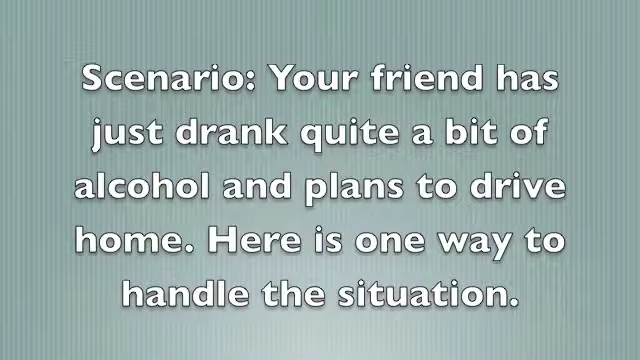 Scenario: Your friend has
just drank quite a bit of
alcohol and plans to drive
home. Here is one way to
handle the situation.